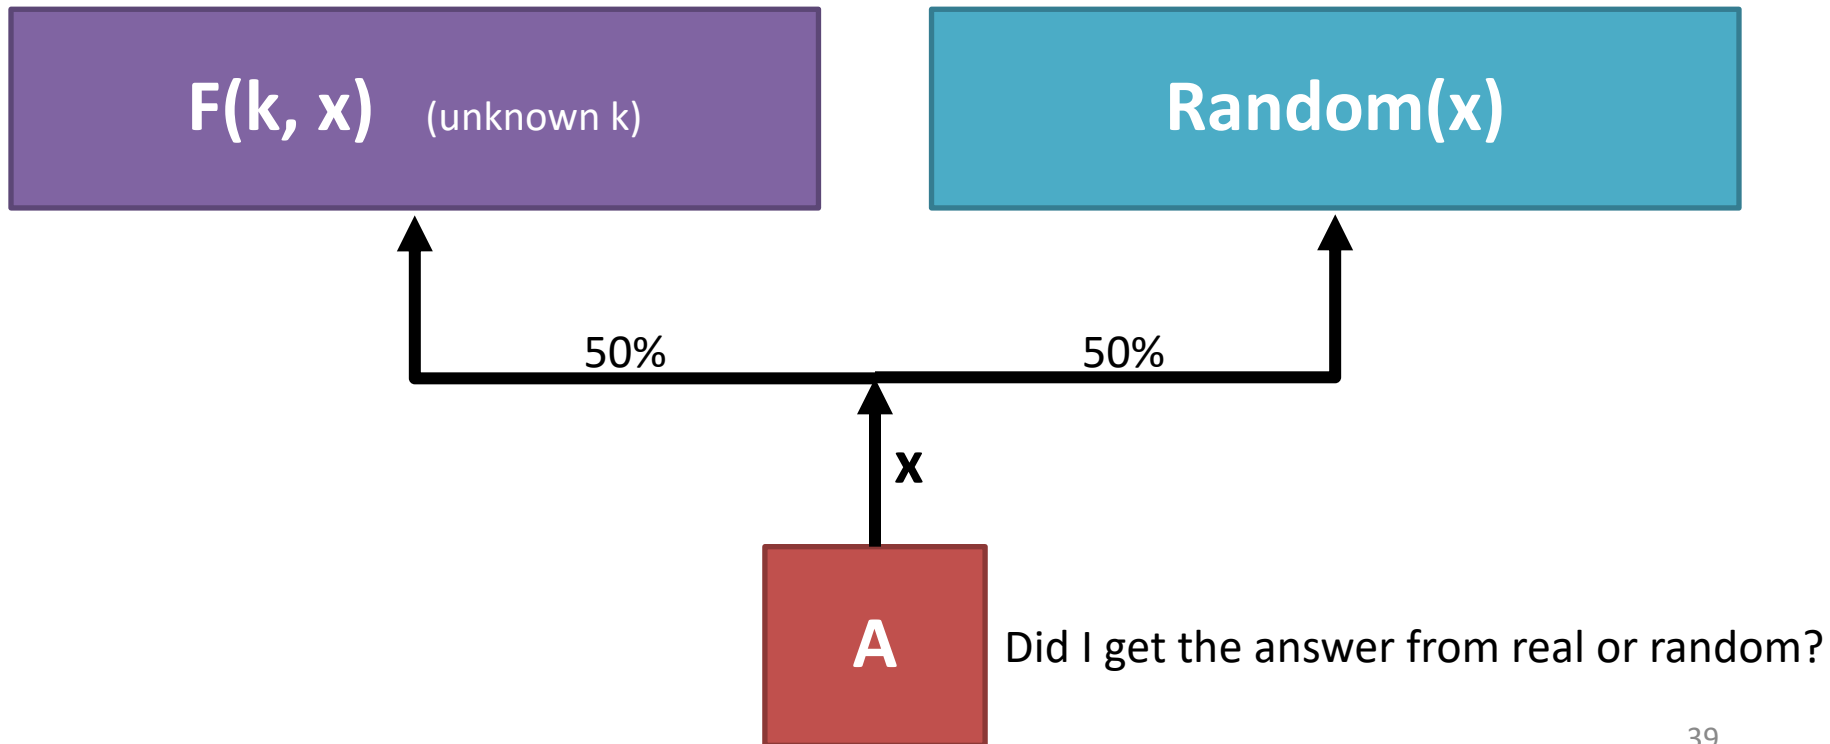 F(k, x) (unknown k)
Random(x)
50%
50%
x
A
Did I get the answer from real or random?
39